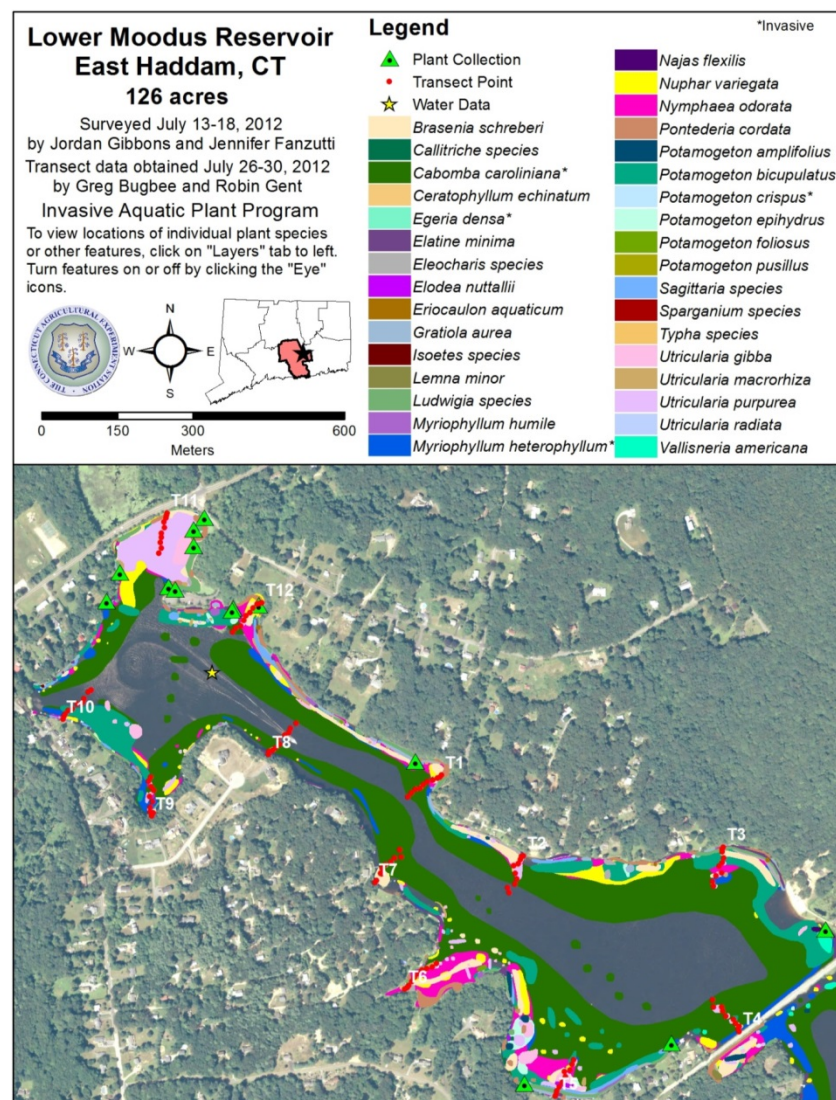 Lower Moodus Reservoir
East Haddam, CT
126 acres
Surveyed July 13-18, 2012
by Jordan Gibbons and Jennifer Fanzutti
Transect data obtained July 26-30, 2012
by Greg Bugbee and Robin Gent
Invasive Aquatic Plant Program
To view locations of individual plant species
or other features, click on "Layers" tab to left.
Turn features on or off by clicking the "Eye"
icons.
THE CONNECTICUT AGRICULTURAL EXPERIMENT STATION
N
W
E
S
0
150
300
600
Meters
Legend
*Invasive
Plant Collection
Transect Point
Water Data
Brasenia schreberi
Callitriche species
Cabomba caroliniana*
Ceratophyllum echinatum
Egeria densa*
Elatine minima
Eleocharis species
Elodea nuttallii
Eriocaulon aquaticum
Gratiola aurea
Isoetes species
Lemna minor
Ludwigia species
Myriophyllum humile
Myriophyllum heterophyllum*
Najas flexilis
Nuphar variegata
Nymphaea odorata
Pontederia cordata
Potamogeton amplifolius
Potamogeton bicupulatus
Potamogeton crispus*
Potamogeton epihydrus
Potamogeton foliosus
Potamogeton pusillus
Sagittaria species
Sparganium species
Typha species
Utricularia gibba
Utricularia macrorhiza
Utricularia purpurea
Utricularia radiata
Vallisneria americana
T11
T12
T10
T8
T9
T1
T7
T2
T3
T6
T4